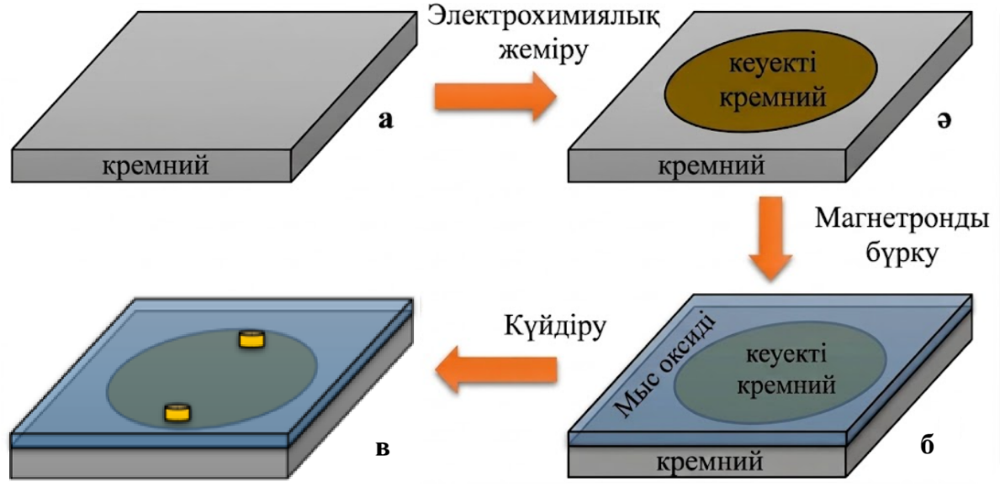 Электрохимиялық
жеміру
а
кремний
кеуекті
кремний
ә
кремний
Магнетронды
бүрку
Күйдіру
в
Мыс оксиді
кеуекті
кремний
б
кремний